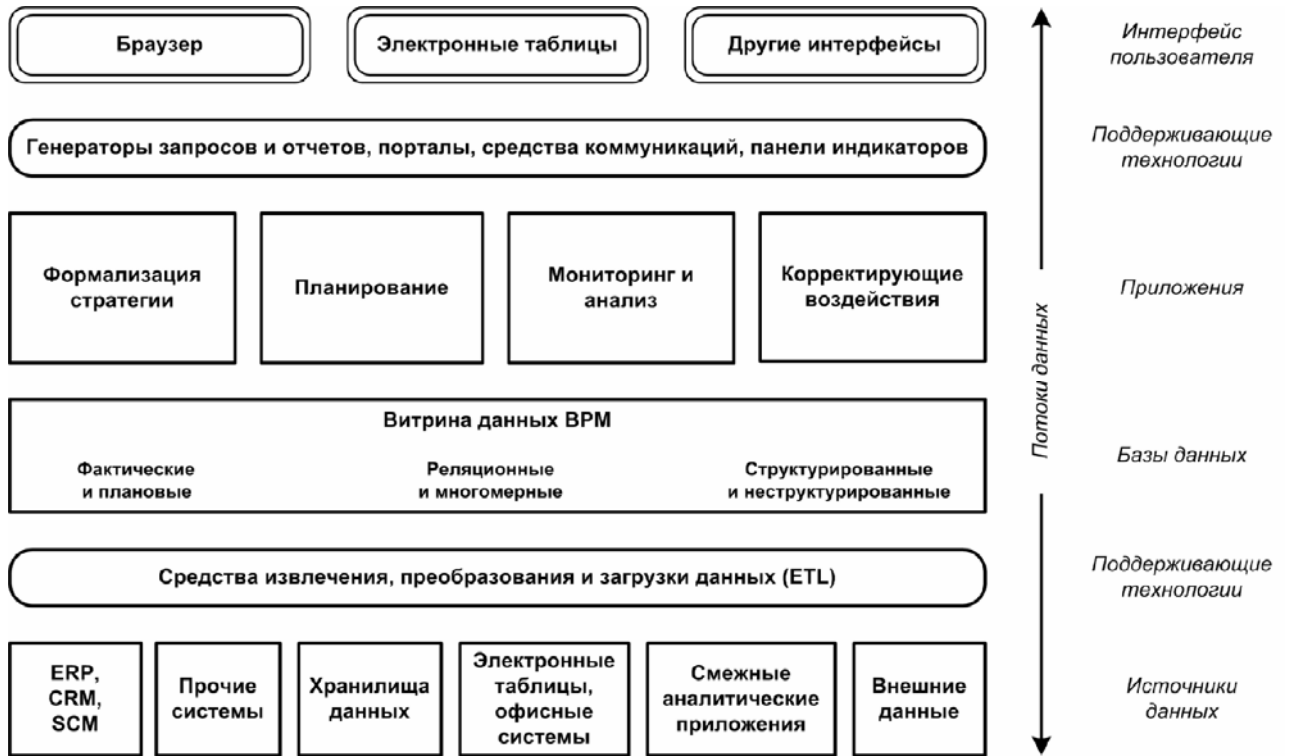 Браузер
Электронные таблицы
Другие интерфейсы
Интерфейс
пользователя
Генераторы запросов и отчетов, порталы, средства коммуникаций, панели индикаторов
Поддерживающие
технологии
Формализация
стратегии
Планирование
Мониторинг и
анализ
Корректирующие
воздействия
Приложения
Потоки данных
Витрина данных BPM
Фактические
и плановые
Реляционные
и многомерные
Структурированные
и неструктурированные
Базы данных
Средства извлечения, преобразования и загрузки данных (ETL)
Поддерживающие
технологии
ERP,
CRM,
SCM
Прочие
системы
Хранилища
данных
Электронные
таблицы,
офисные
системы
Смежные
аналитические
приложения
Внешние
данные
Источники
данных